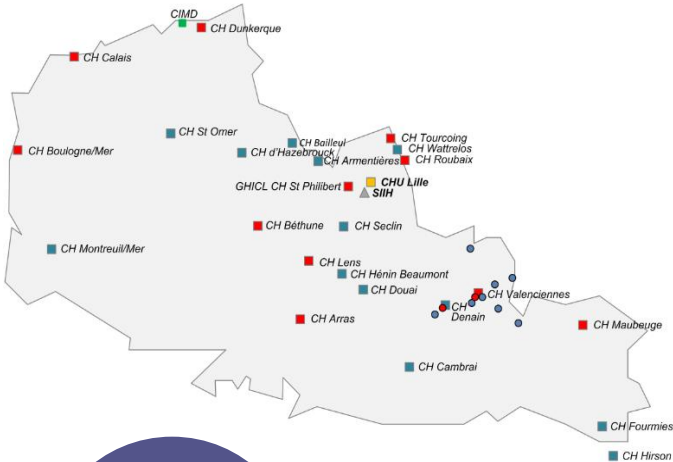 CIMD
CH Dunkerque
CH Calais
CH St Omer
CH Bailleul
CH Tourcoing
CH Wattrelos
CH Boulogne/Mer
CH d'Hazebrouck
CH Armentières
CH Roubaix
GHICL CH St Philibert
CHU Lille
SIIH
CH Béthune
CH Seclin
CH Montreuil/Mer
CH Lens
CH Hénin Beaumont
CH Douai
CH Valenciennes
CH
Denain
CH Arras
CH Maubeuge
CH Cambrai
CH Fourmies
CH Hirson